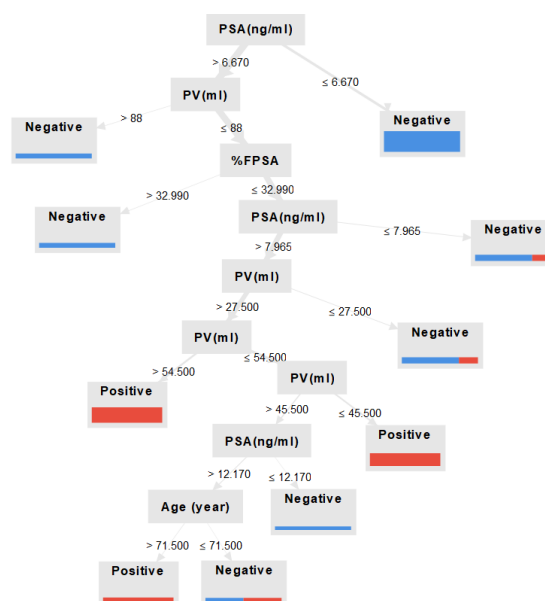 PSA(ng/ml)
> 6.670
≤ 6.670
PV(ml)
> 88
≤ 88
Negative
Negative
%FPSA
> 32.990
≤ 32.990
Negative
PSA(ng/ml)
> 7.965
≤ 7.965
Negative
PV(ml)
> 27.500
≤ 27.500
PV(ml)
Negative
> 54.500
≤ 54.500
Positive
PV(ml)
> 45.500
≤ 45.500
PSA(ng/ml)
Positive
> 12.170
≤ 12.170
Age (year)
Negative
> 71.500
≤ 71.500
Positive
Negative